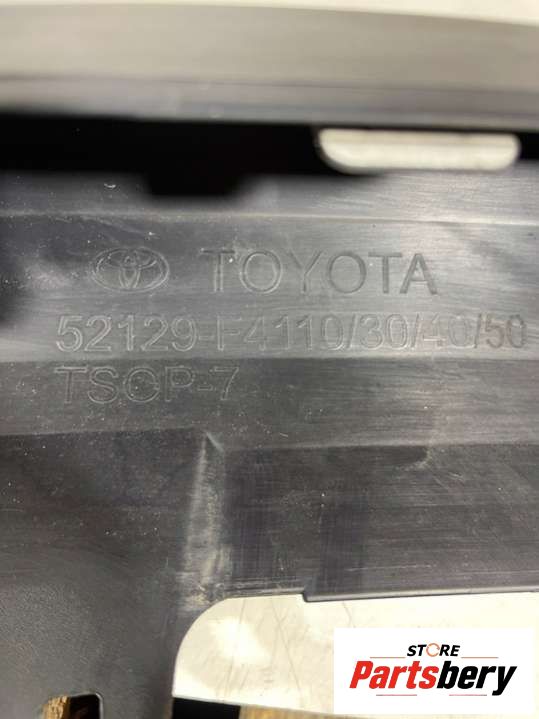 TOYOTA
52129-F4110/30/40/50
TSOP-7
STORE
Partsbery